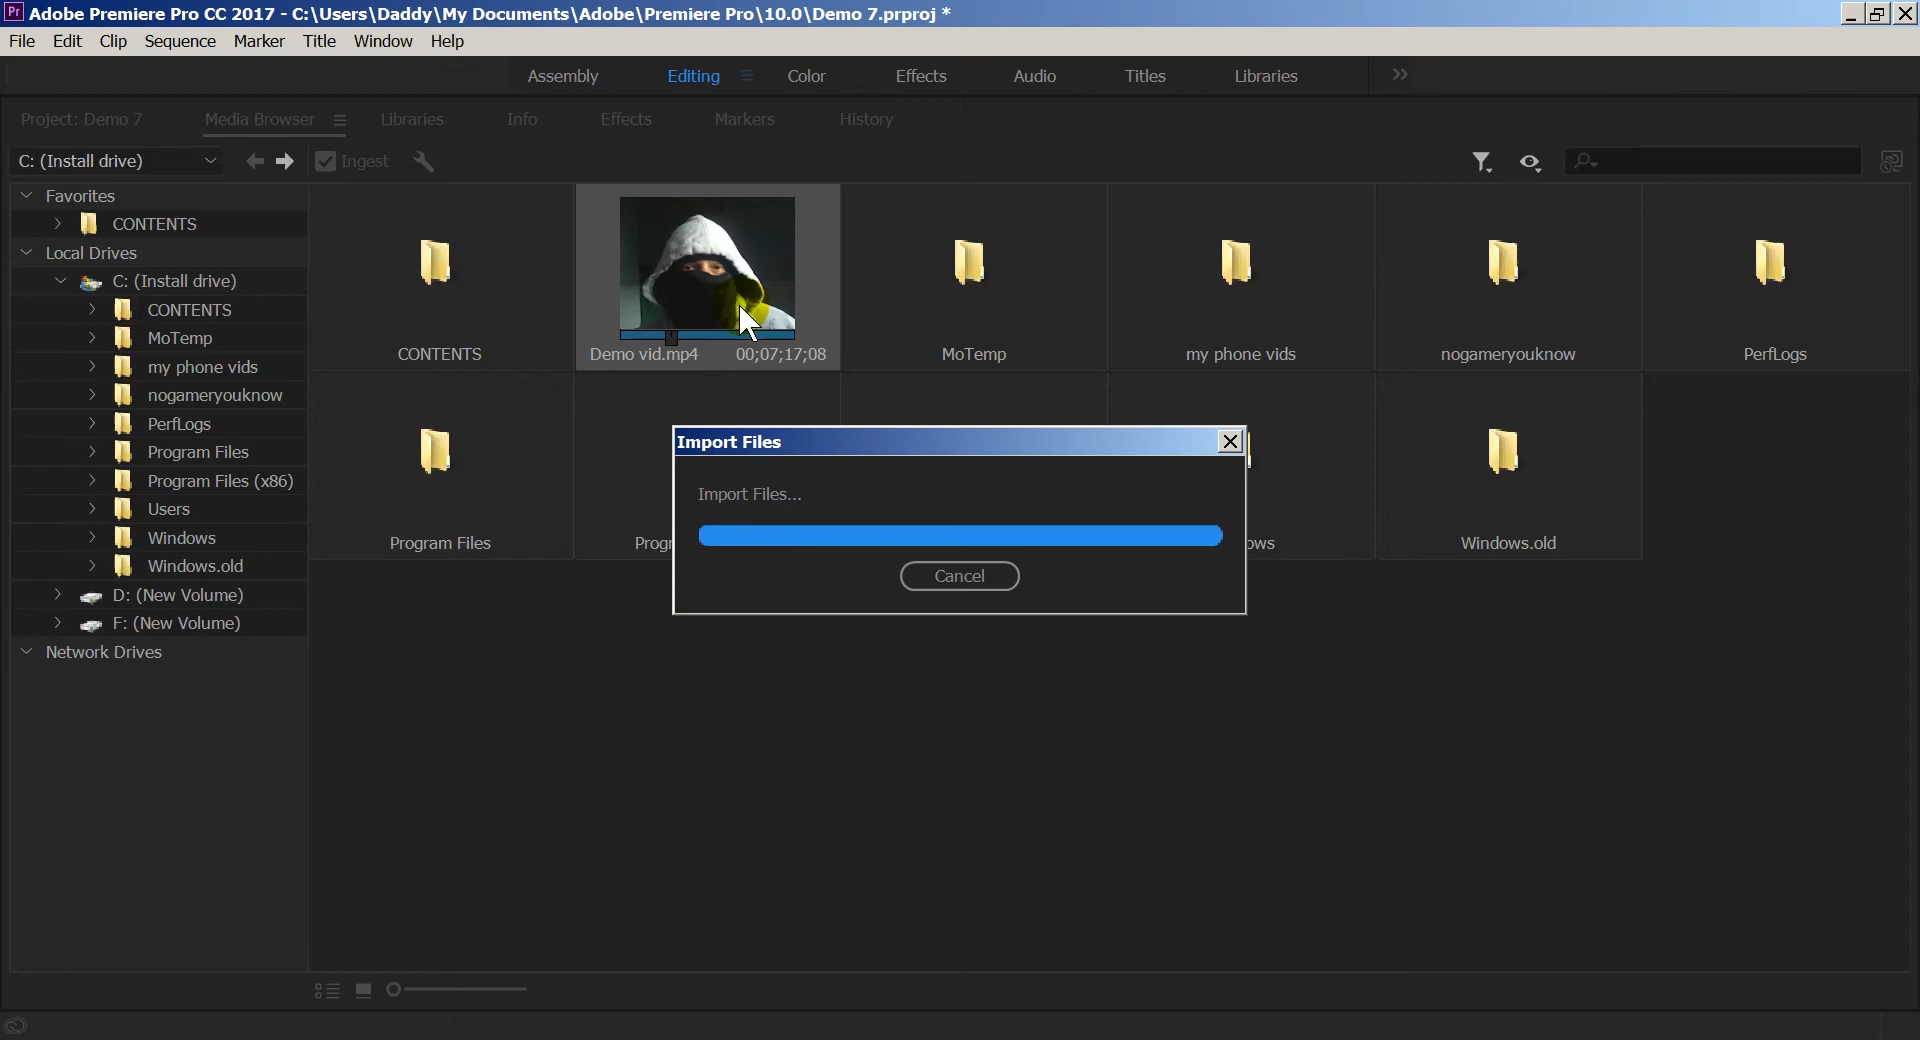 Pr Adobe Premiere Pro CC 2017 - C:\Users\Daddy\My Documents\Adobe\Premiere Pro\10.0\Demo 7.prproj *
File Edit Clip Sequence Marker Title Window Help
Assembly Editing Color Effects Audio Titles Libraries
Project: Demo 7 Media Browser Libraries Info Effects Markers History
C: (Install drive) Ingest
Favorites
CONTENTS
Local Drives
C: (Install drive)
CONTENTS
MoTemp
my phone vids
nogameryouknow
PerfLogs
Program Files
Program Files (x86)
Users
Windows
Windows.old
D: (New Volume)
F: (New Volume)
Network Drives
CONTENTS Demo vid.mp4 00;07;17;08 MoTemp my phone vids nogameryouknow PerfLogs
Program Files Progr ows Windows.old
Import Files
Import Files...
Cancel